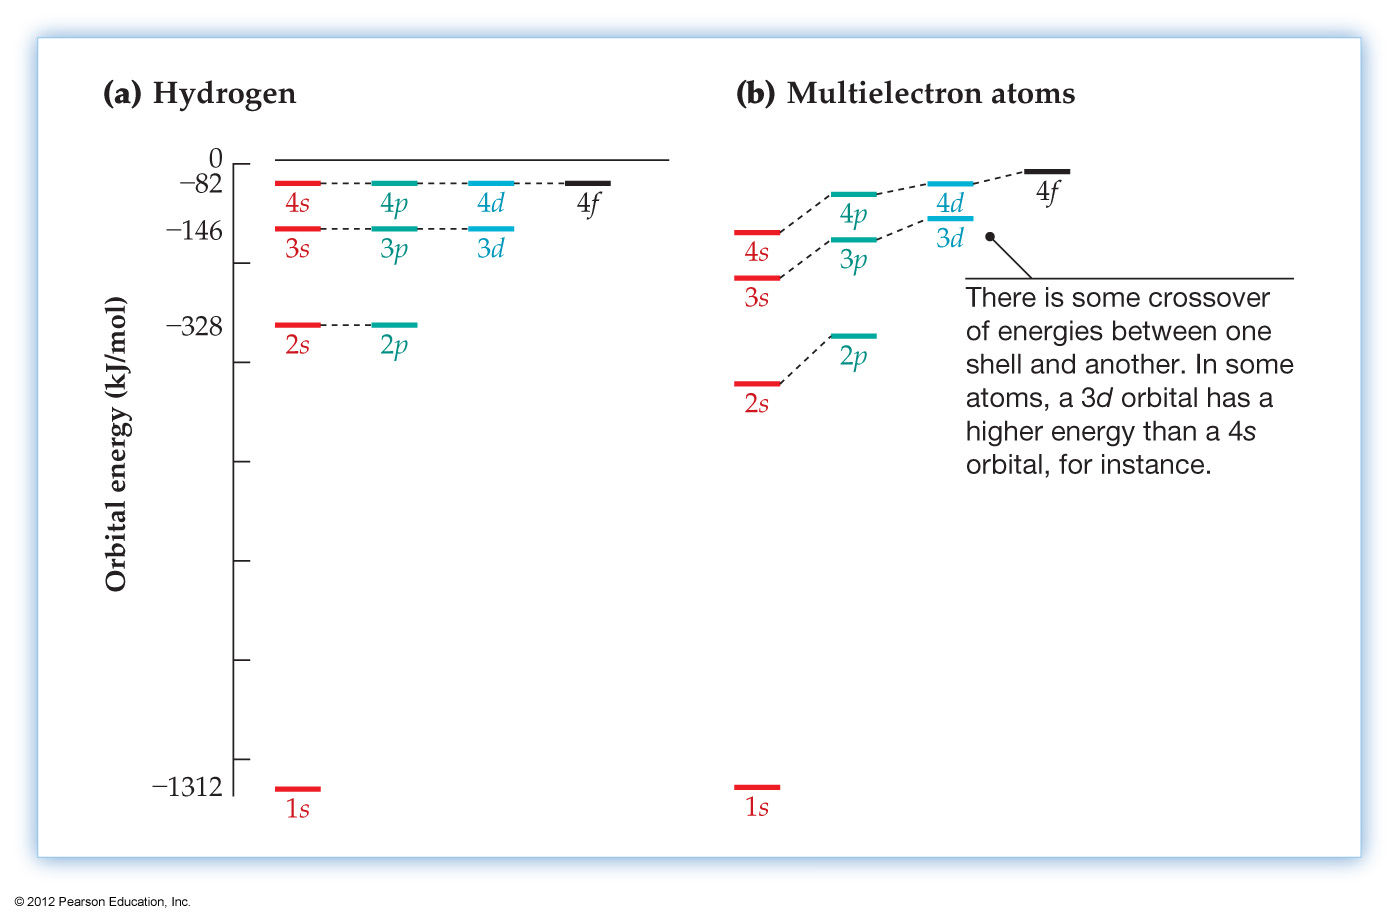 (a) Hydrogen
0
−82
−146
−328
−1312
Orbital energy (kJ/mol)
4s 4p 4d 4f
3s 3p 3d
2s 2p
1s
(b) Multielectron atoms
4f
4p 4d
4s 3d
3p
3s
2p
2s
1s
There is some crossover
of energies between one
shell and another. In some
atoms, a 3d orbital has a
higher energy than a 4s
orbital, for instance.
© 2012 Pearson Education, Inc.